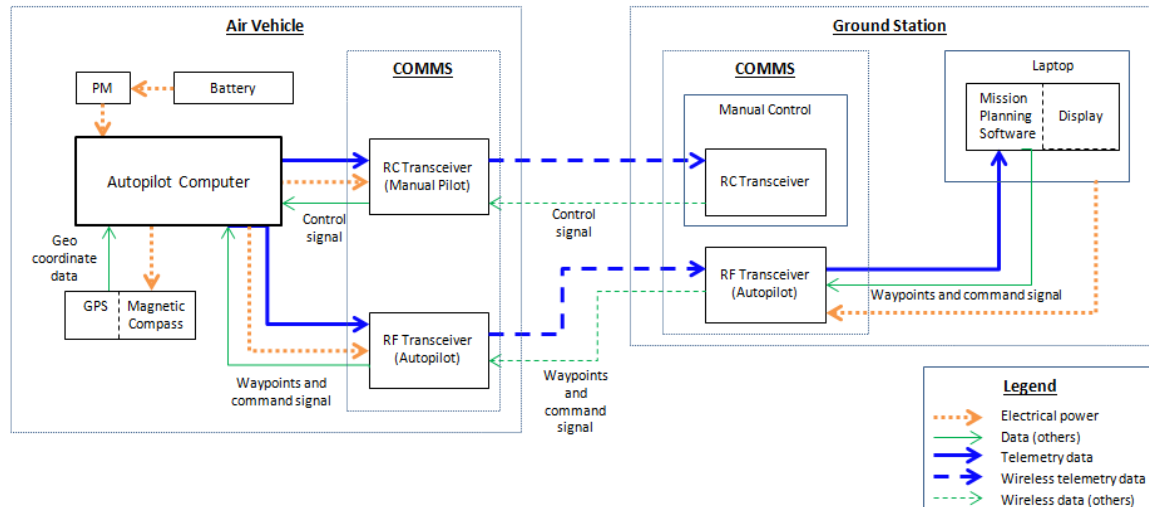 Air Vehicle
COMMS
PM
Battery
Autopilot Computer
RC Transceiver
(Manual Pilot)
Control
signal
Geo
coordinate
data
GPS
Magnetic
Compass
RF Transceiver
(Autopilot)
Waypoints and
command signal
Control
signal
Waypoints
and
command
signal
Ground Station
COMMS
Manual Control
RC Transceiver
RF Transceiver
(Autopilot)
Laptop
Mission
Planning
Software
Display
Waypoints and command signal
Legend
Electrical power
Data (others)
Telemetry data
Wireless telemetry data
Wireless data (others)